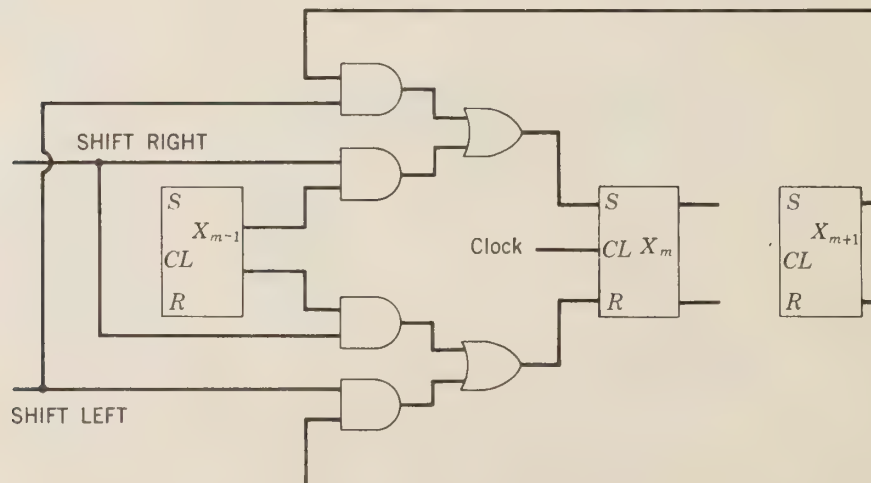 SHIFT RIGHT
S
X_{m-1}
CL
R
Clock
S
CL X_m
R
S
X_{m+1}
CL
R
SHIFT LEFT